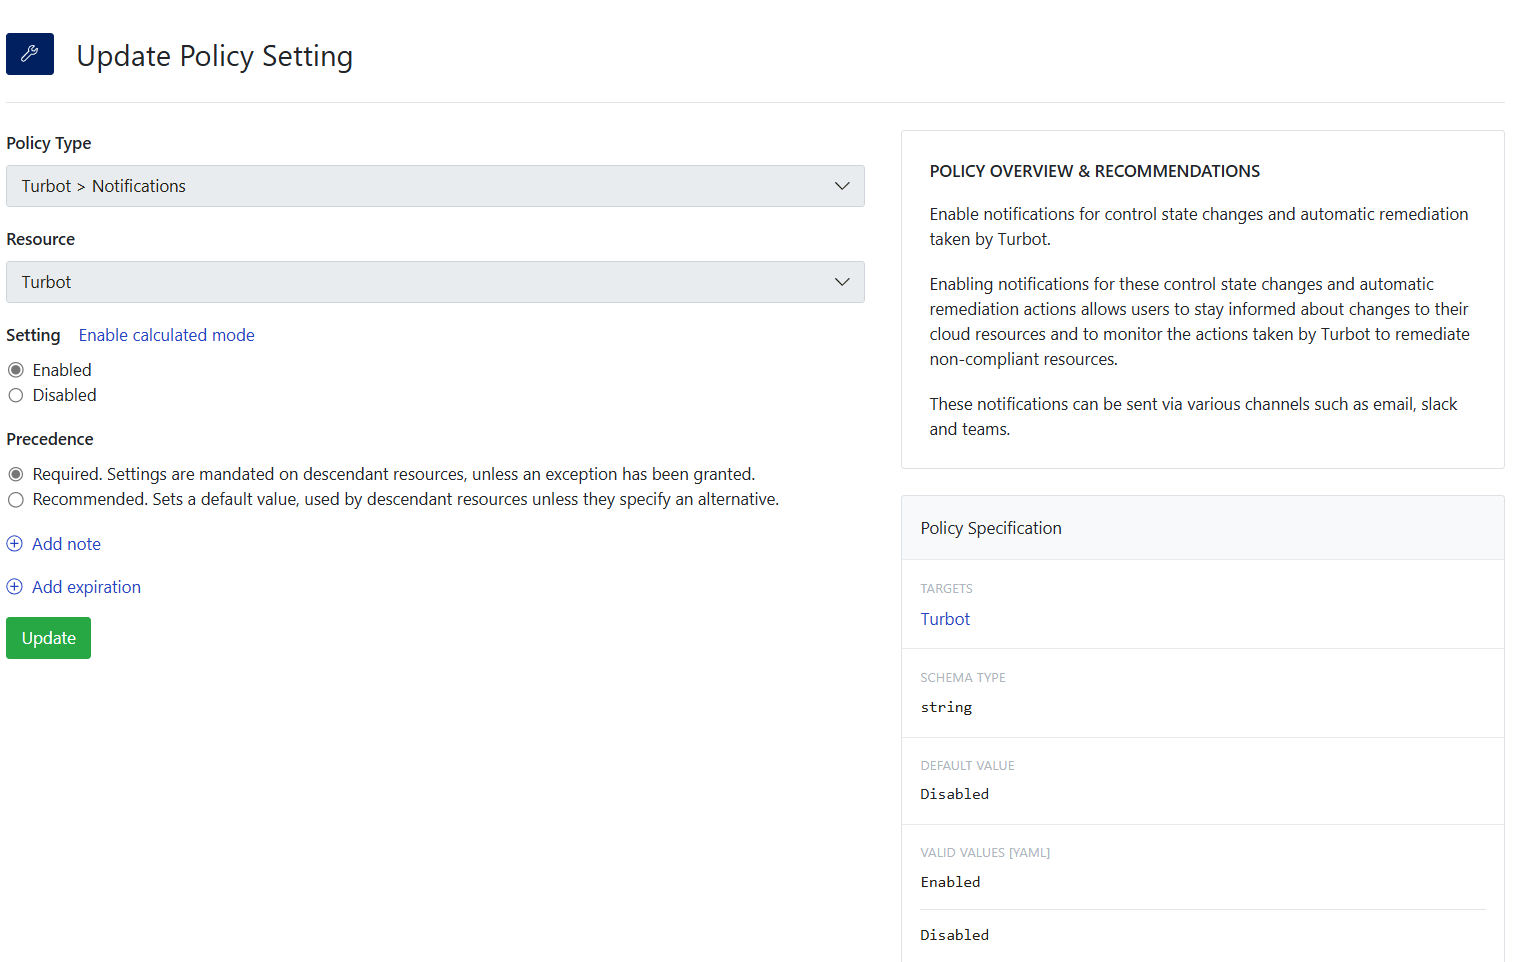 Update Policy Setting
Policy Type
Turbot > Notifications
Resource
Turbot
Setting Enable calculated mode
Enabled
Disabled
Precedence
Required. Settings are mandated on descendant resources, unless an exception has been granted.
Recommended. Sets a default value, used by descendant resources unless they specify an alternative.
Add note
Add expiration
Update
POLICY OVERVIEW & RECOMMENDATIONS
Enable notifications for control state changes and automatic remediation
taken by Turbot.
Enabling notifications for these control state changes and automatic
remediation actions allows users to stay informed about changes to their
cloud resources and to monitor the actions taken by Turbot to remediate
non-compliant resources.
These notifications can be sent via various channels such as email, slack
and teams.
Policy Specification
TARGETS
Turbot
SCHEMA TYPE
string
DEFAULT VALUE
Disabled
VALID VALUES [YAML]
Enabled
Disabled